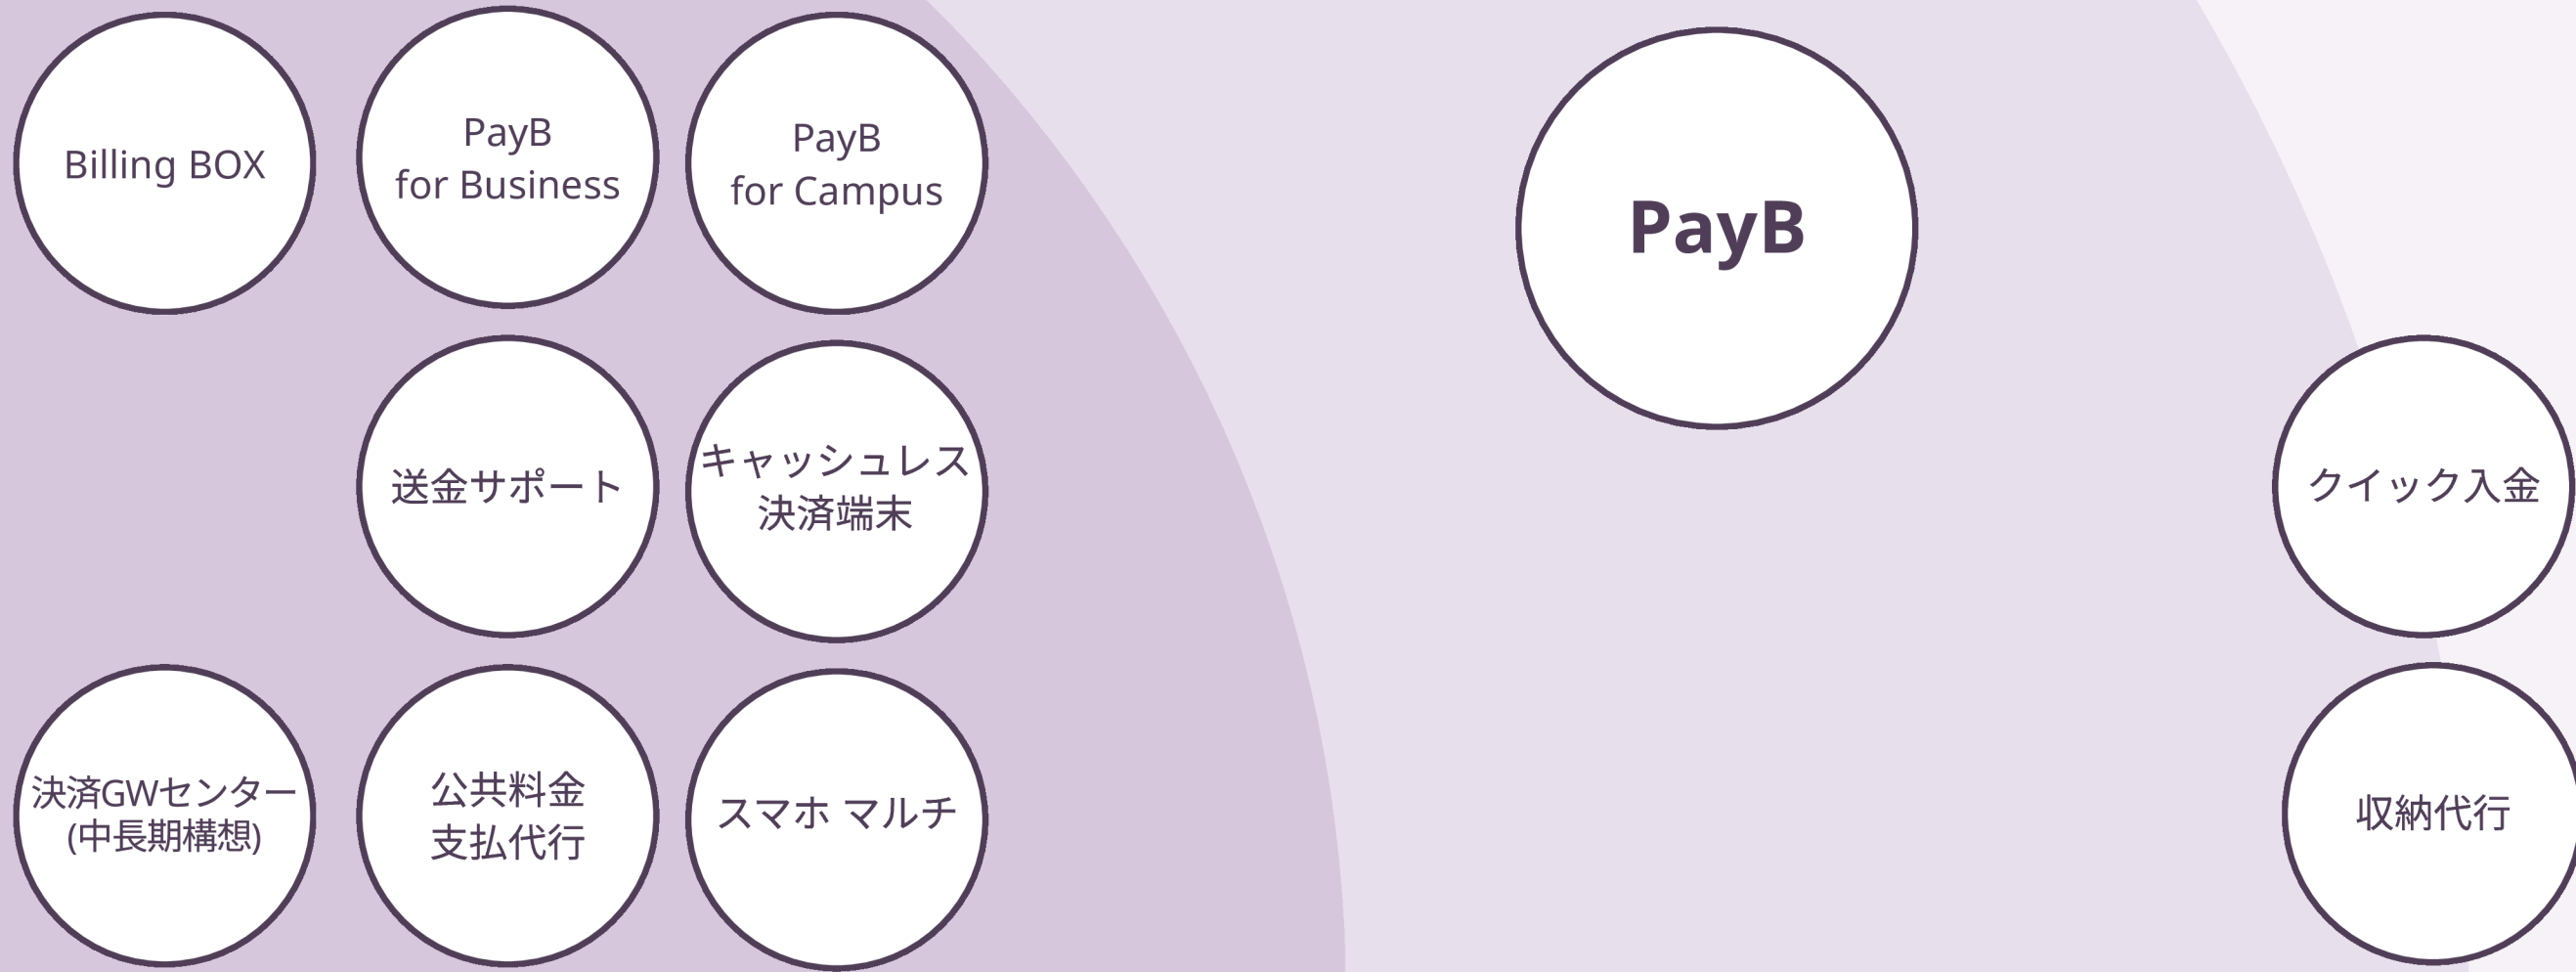 Billing BOX
PayB
for Business
PayB
for Campus
PayB
送金サポート
キャッシュレス
決済端末
クイック入金
決済GWセンター
(中長期構想)
公共料金
支払代行
スマホ マルチ
収納代行